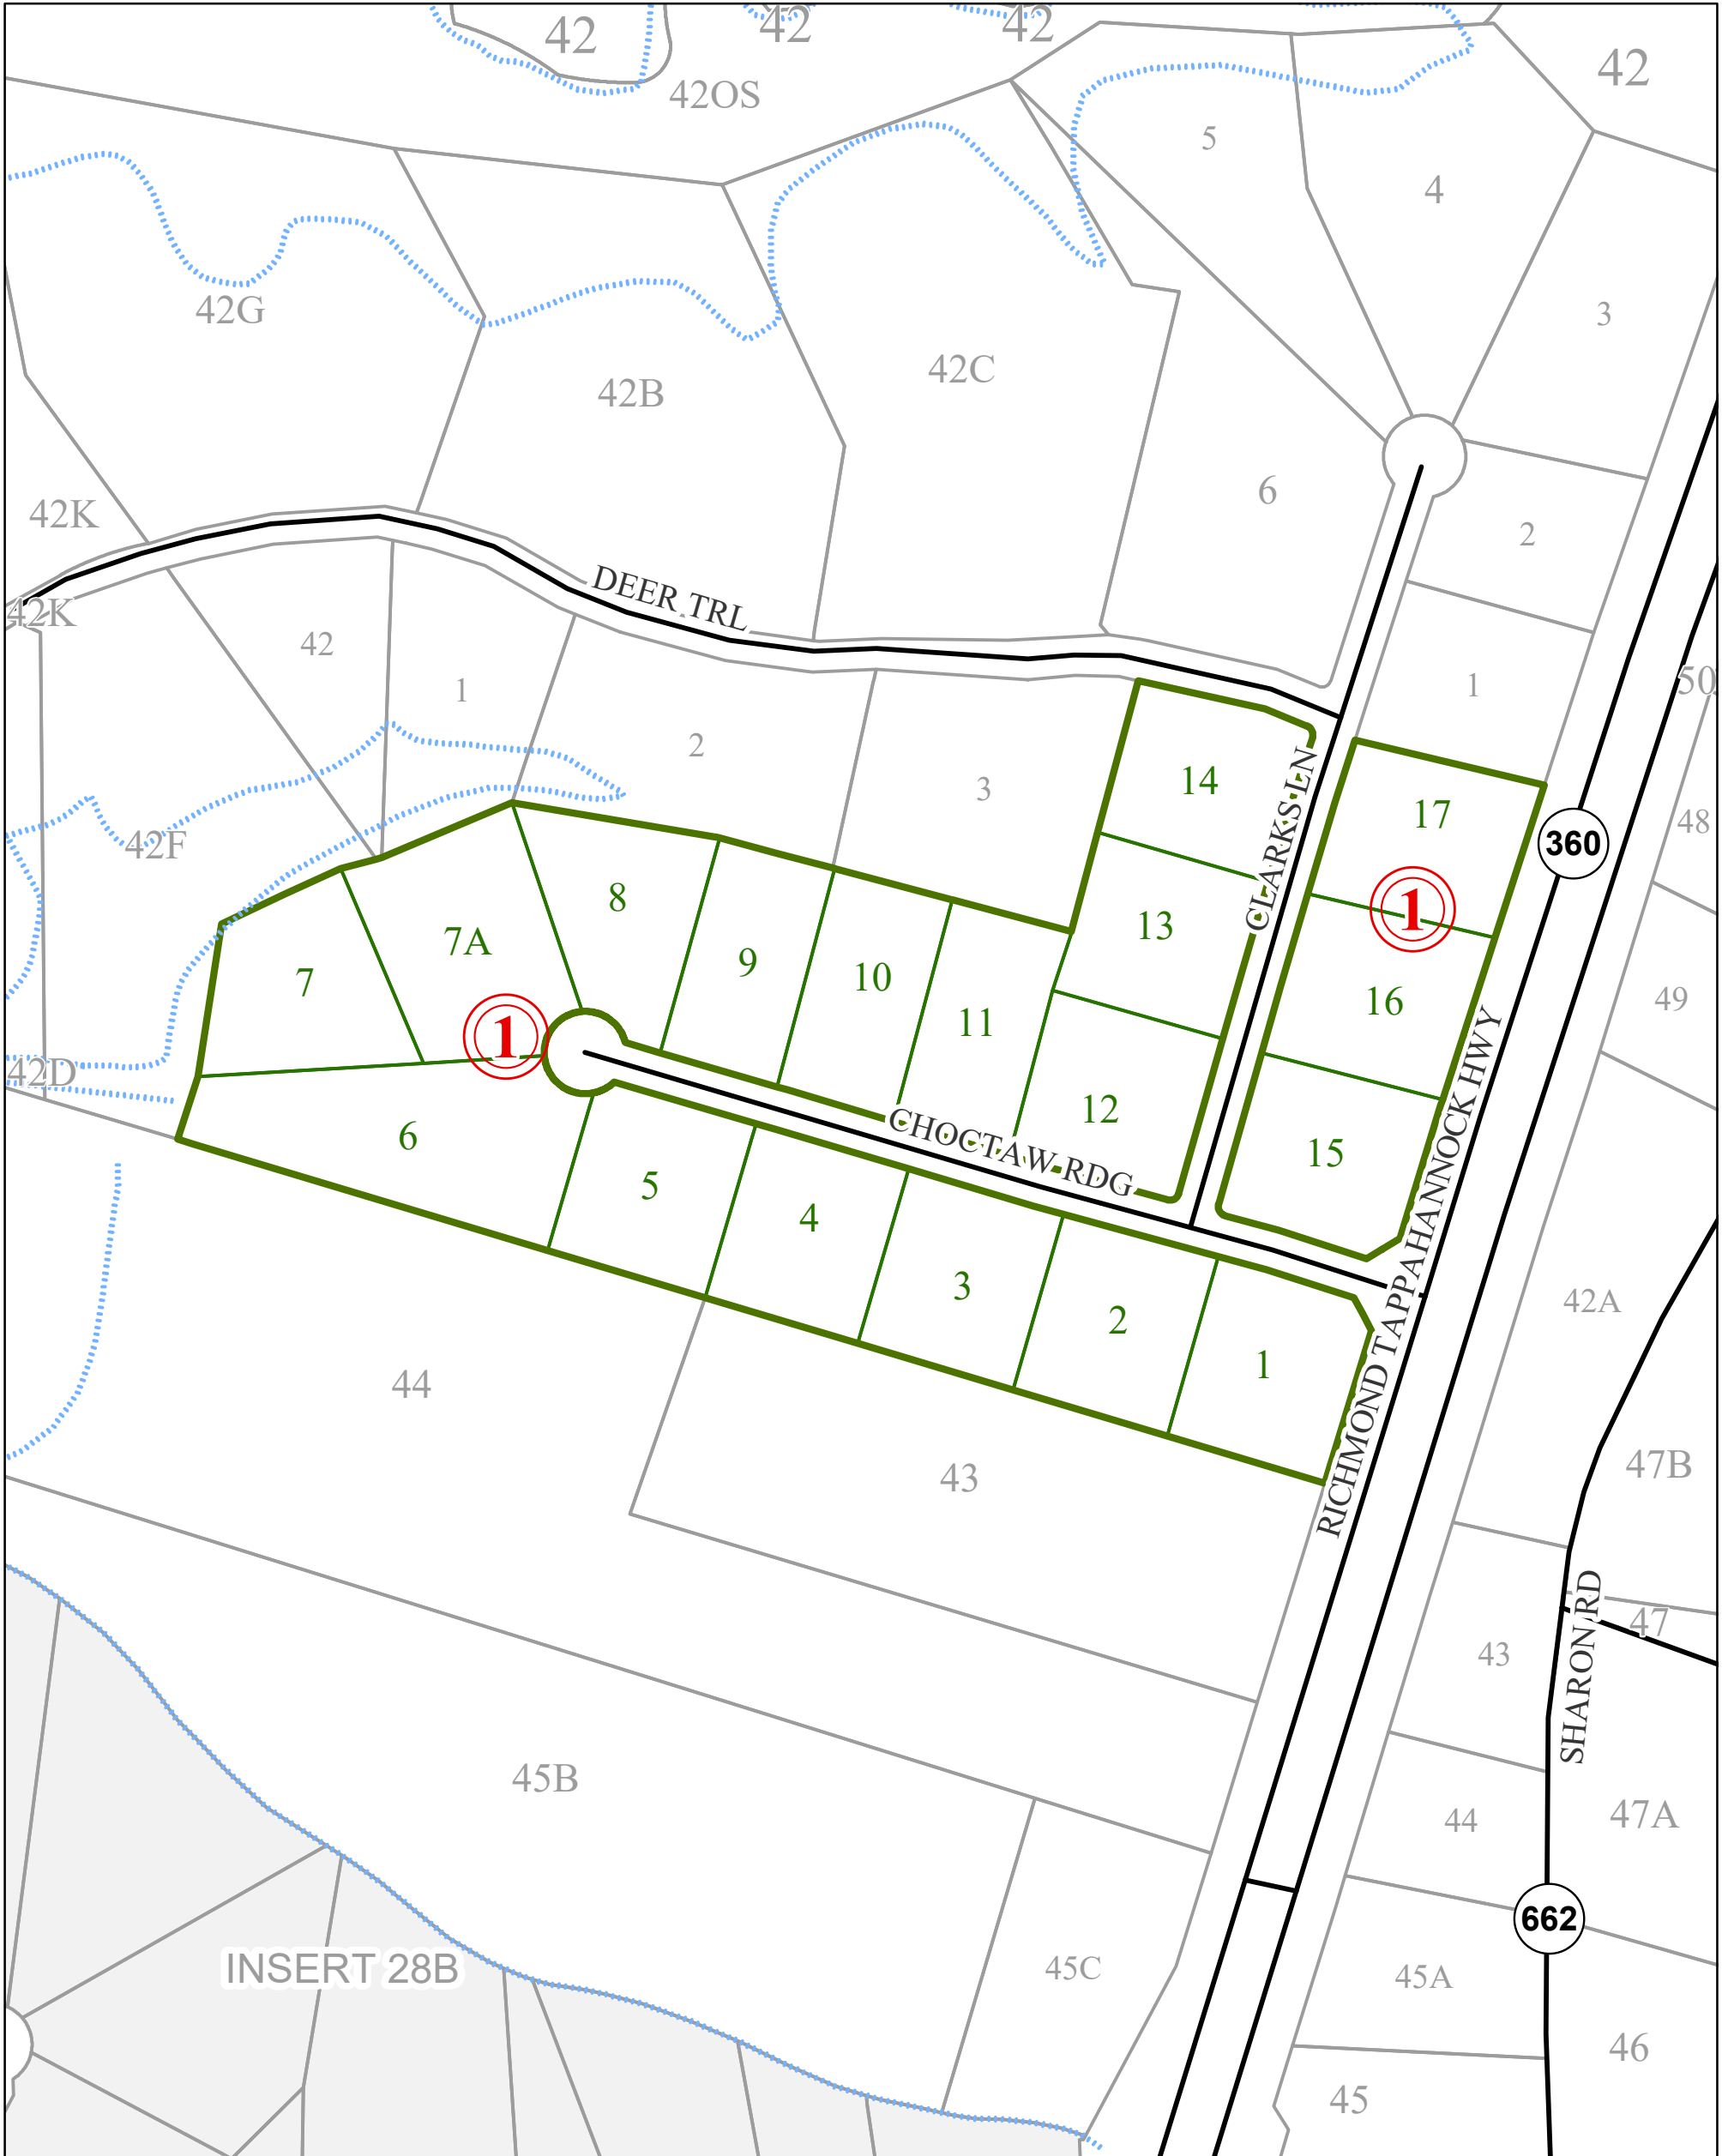 42
42
42
42
42OS
5
4
42G
3
42C
42B
6
42K
2
DEER TRL
42K
42
1
1
50
2
14
3
CLARKS LN
17
48
360
42F
8
1
13
7A
9
10
7
49
16
11
1
42D
12
CHOCTAW RDG
6
15
5
4
RICHMOND TAPPAHANNOCK HWY
3
42A
2
1
44
47B
43
47
SHARON RD
43
45B
47A
44
662
INSERT 28B
45C
45A
46
45